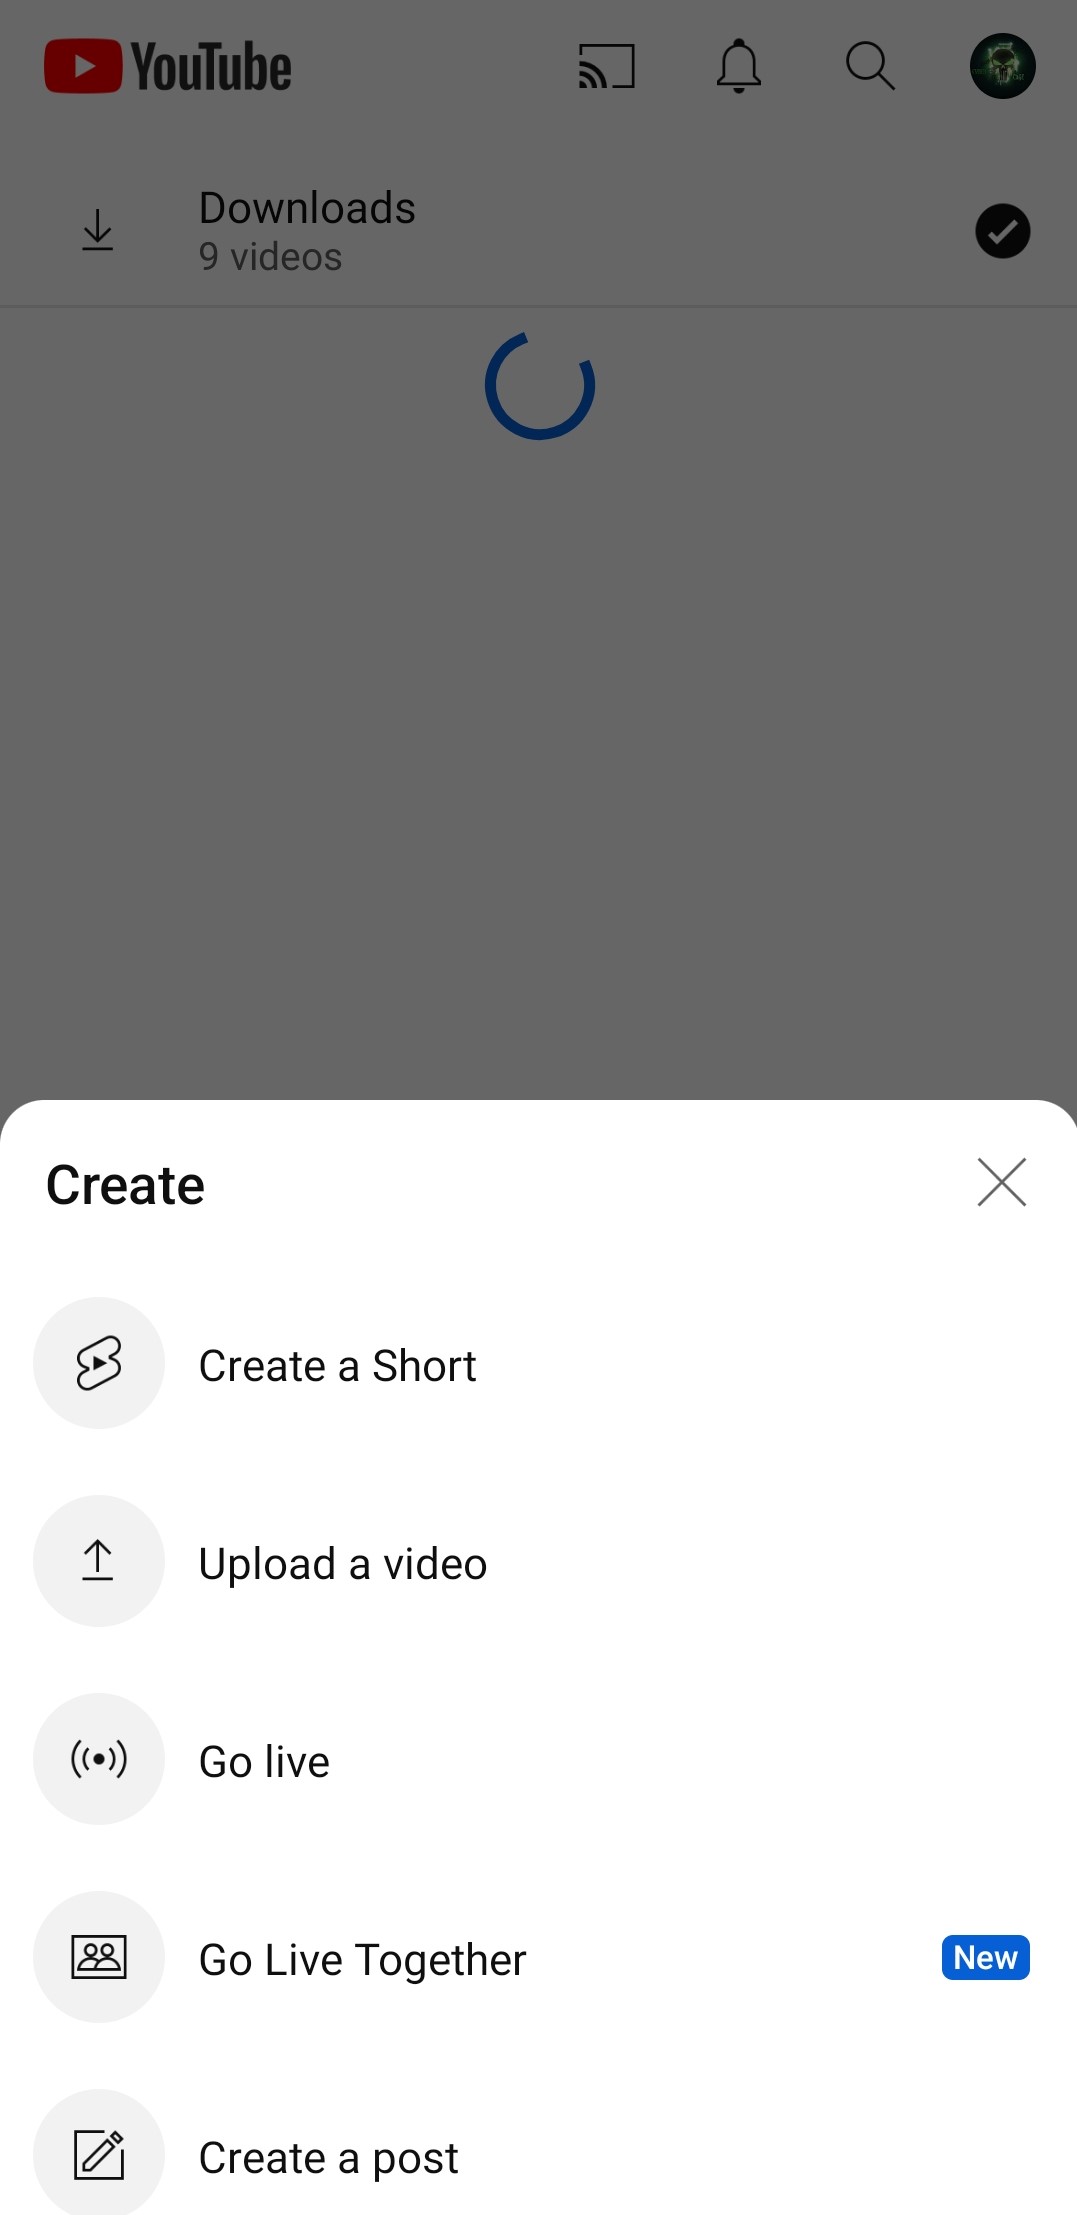 YouTube
Downloads
9 videos
Create
Create a Short
Upload a video
Go live
Go Live Together
New
Create a post